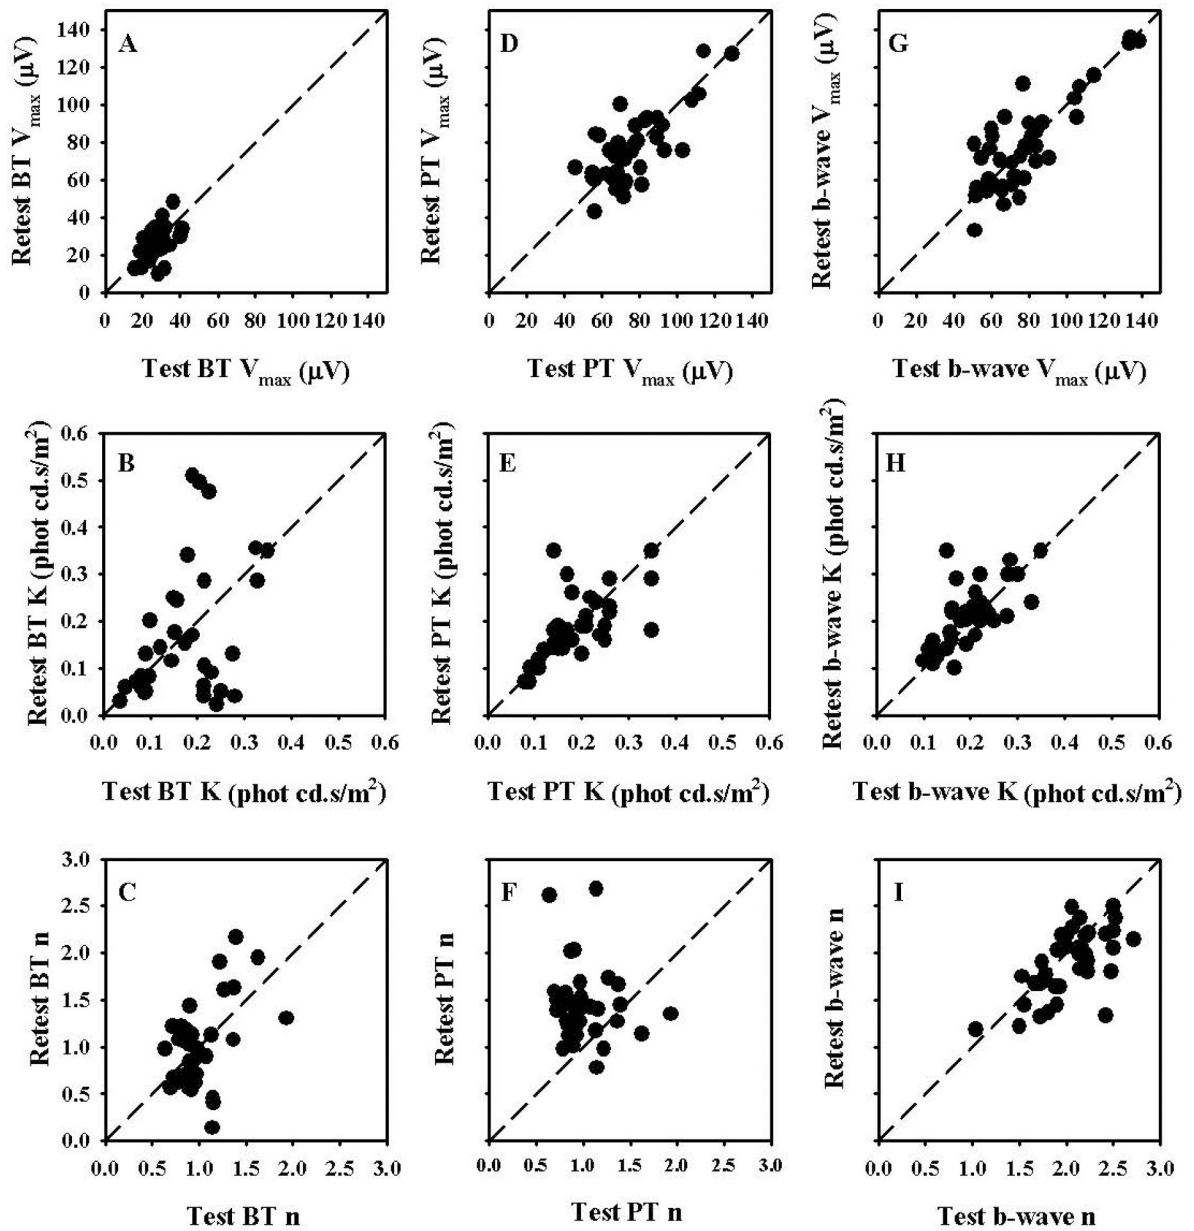 A
Retest BT Vmax (μV)
140
120
100
80
60
40
20
0
0 20 40 60 80 100 120 140
Test BT Vmax (μV)
D
Retest PT Vmax (μV)
0 20 40 60 80 100 120 140
Test PT Vmax (μV)
G
Retest b-wave Vmax (μV)
0 20 40 60 80 100 120 140
Test b-wave Vmax (μV)
B
Retest BT K (phot cd.s/m²)
0.6
0.5
0.4
0.3
0.2
0.1
0.0
0.0 0.1 0.2 0.3 0.4 0.5 0.6
Test BT K (phot cd.s/m²)
E
Retest PT K (phot cd.s/m²)
0.0 0.1 0.2 0.3 0.4 0.5 0.6
Test PT K (phot cd.s/m²)
H
Retest b-wave K (phot cd.s/m²)
0.0 0.1 0.2 0.3 0.4 0.5 0.6
Test b-wave K (phot cd.s/m²)
C
Retest BT n
3.0
2.5
2.0
1.5
1.0
0.5
0.0
0.0 0.5 1.0 1.5 2.0 2.5 3.0
Test BT n
F
Retest PT n
0.0 0.5 1.0 1.5 2.0 2.5 3.0
Test PT n
I
Retest b-wave n
0.0 0.5 1.0 1.5 2.0 2.5 3.0
Test b-wave n